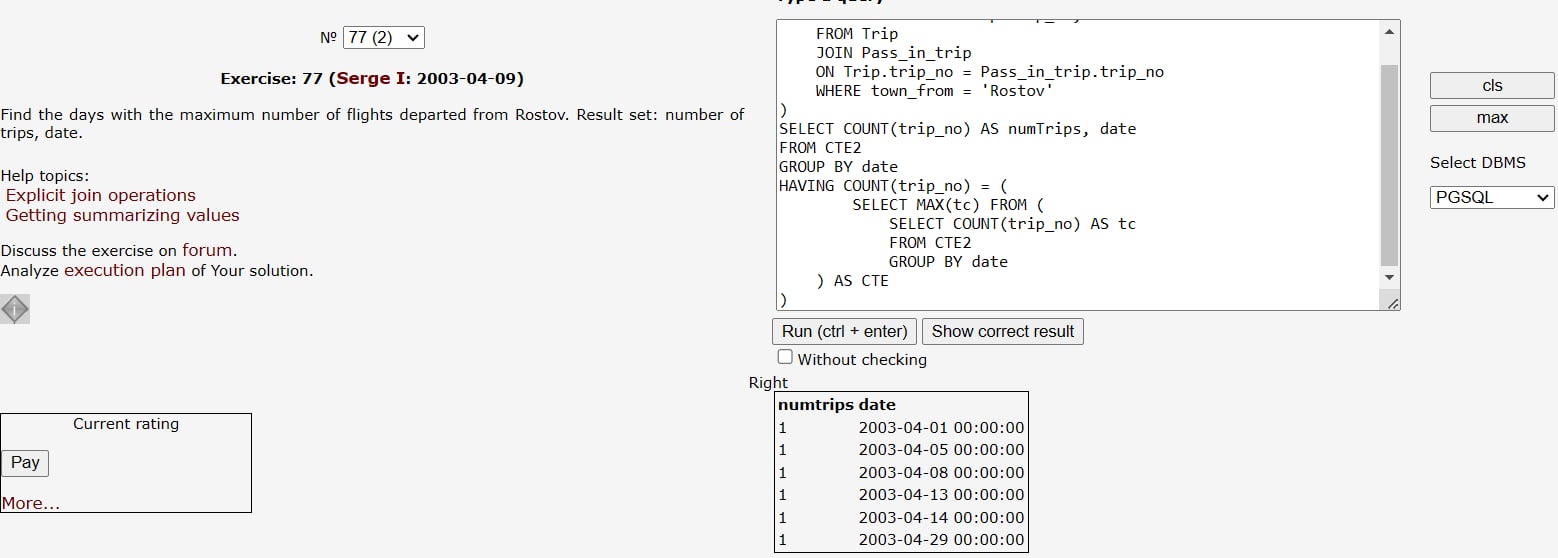 Nº 77 (2)
Exercise: 77 (Serge I: 2003-04-09)
Find the days with the maximum number of flights departed from Rostov. Result set: number of
trips, date.
Help topics:
Explicit join operations
Getting summarizing values
Discuss the exercise on forum.
Analyze execution plan of Your solution.
Current rating
Pay
More...
FROM Trip
JOIN Pass_in_trip
ON Trip.trip_no = Pass_in_trip.trip_no
WHERE town_from = 'Rostov'
)
SELECT COUNT(trip_no) AS numTrips, date
FROM CTE2
GROUP BY date
HAVING COUNT(trip_no) = (
SELECT MAX(tc) FROM (
SELECT COUNT(trip_no) AS tc
FROM CTE2
GROUP BY date
) AS CTE
)
Run (ctrl + enter) Show correct result
Without checking
Right
numtrips date
1 2003-04-01 00:00:00
1 2003-04-05 00:00:00
1 2003-04-08 00:00:00
1 2003-04-13 00:00:00
1 2003-04-14 00:00:00
1 2003-04-29 00:00:00
cls
max
Select DBMS
PGSQL